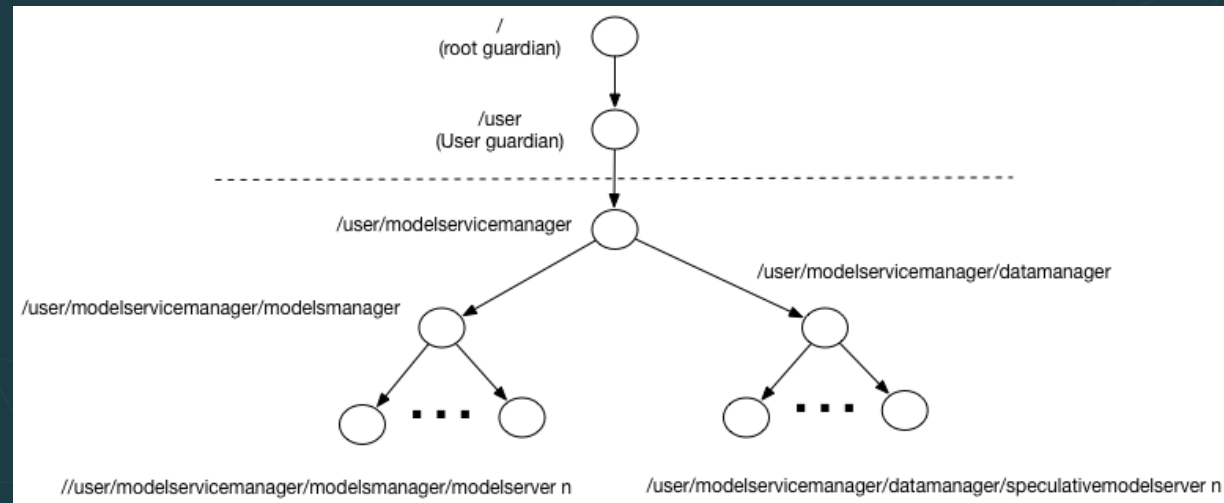 /
(root guardian)
/user
(User guardian)
/user/modelservicemanager
/user/modelservicemanager/datamanager
/user/modelservicemanager/modelsmanager
//user/modelservicemanager/modelsmanager/modelserver n
/user/modelservicemanager/datamanager/speculativemodelserver n